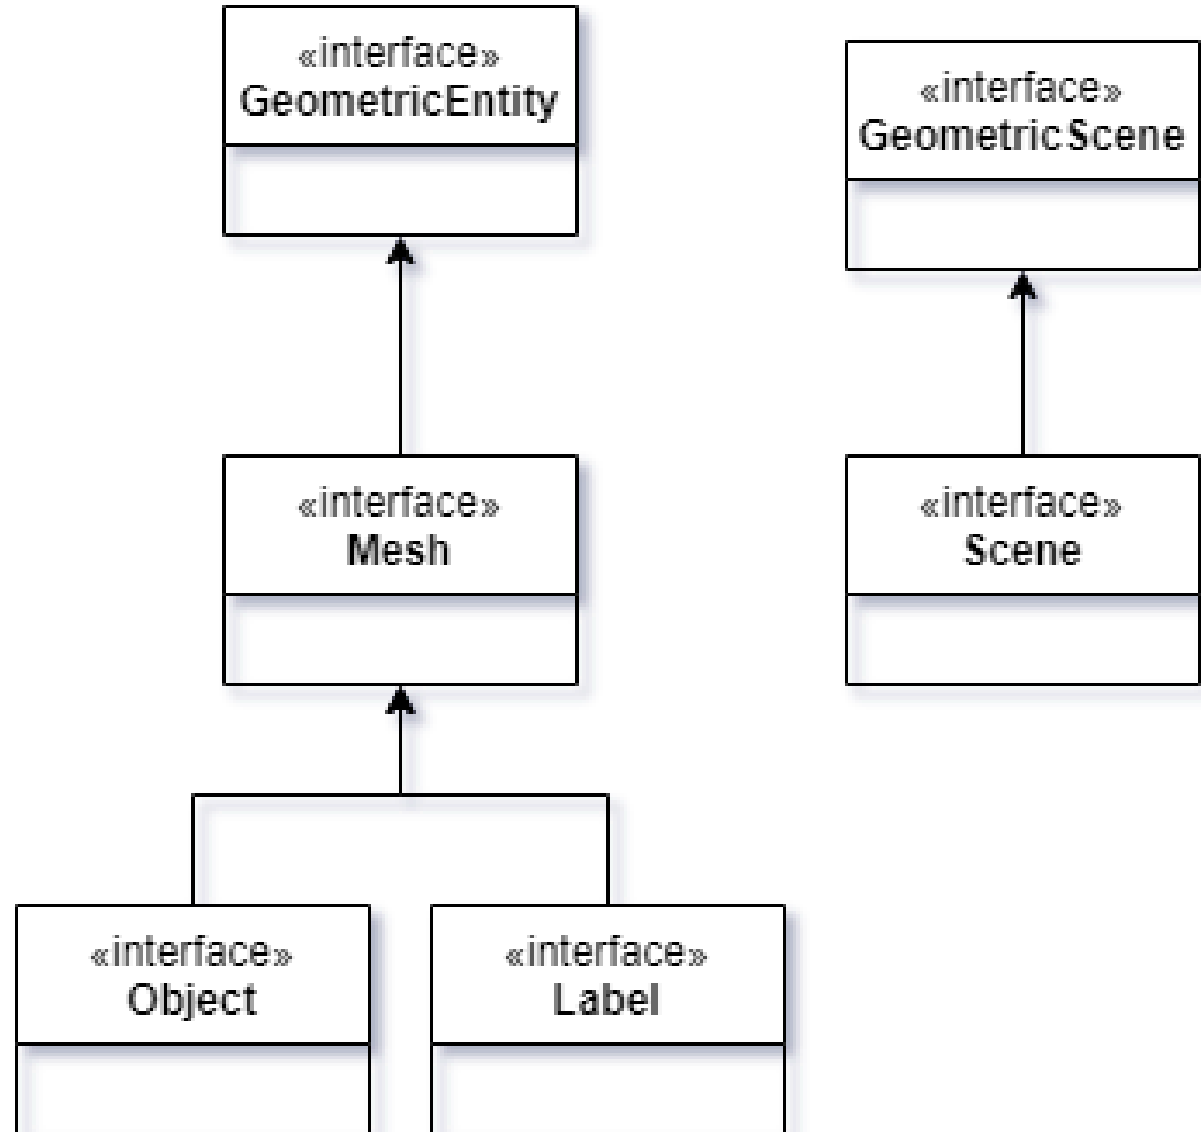 «interface»
GeometricEntity
«interface»
GeometricScene
«interface»
Mesh
«interface»
Scene
«interface»
Object
«interface»
Label